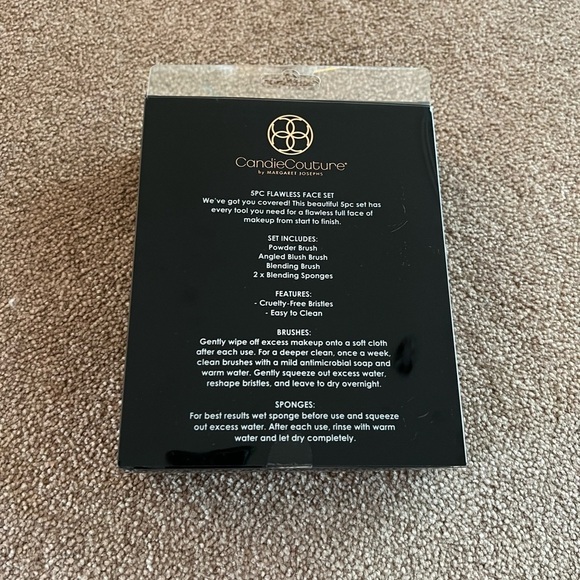 CandieCouture®
by MARGARET JOSEPHS
5PC FLAWLESS FACE SET
We've got you covered! This beautiful 5pc set has
every tool you need for a flawless full face of
makeup from start to finish.
SET INCLUDES:
Powder Brush
Angled Blush Brush
Blending Brush
2 x Blending Sponges
FEATURES:
- Cruelty-Free Bristles
- Easy to Clean
BRUSHES:
Gently wipe off excess makeup onto a soft cloth
after each use. For a deeper clean, once a week,
clean brushes with a mild antimicrobial soap and
warm water. Gently squeeze out excess water,
reshape bristles, and leave to dry overnight.
SPONGES:
For best results wet sponge before use and squeeze
out excess water. After each use, rinse with warm
water and let dry completely.